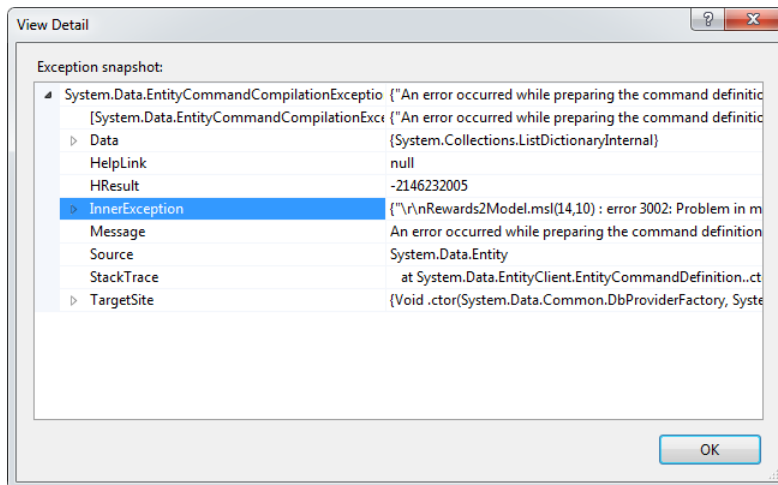 View Detail
Exception snapshot:
System.Data.EntityCommandCompilationExceptio {"An error occurred while preparing the command definitic
[System.Data.EntityCommandCompilationExce {"An error occurred while preparing the command definitic
Data {System.Collections.ListDictionaryInternal}
HelpLink null
HResult -2146232005
InnerException {"\r\nRewards2Model.msl(14,10) : error 3002: Problem in m
Message An error occurred while preparing the command definition
Source System.Data.Entity
StackTrace at System.Data.EntityClient.EntityCommandDefinition..ct
TargetSite {Void .ctor(System.Data.Common.DbProviderFactory, Syste
OK